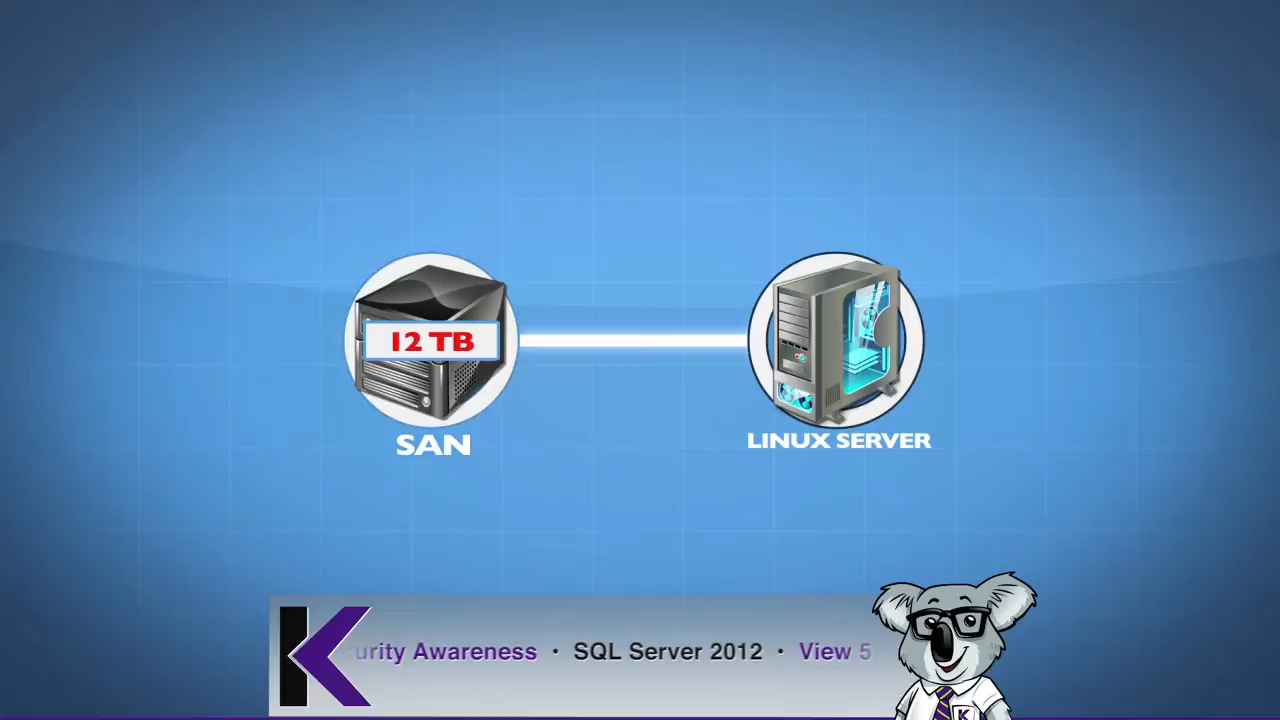 12 TB
SAN
LINUX SERVER
K
urity Awareness • SQL Server 2012 • View 5
K